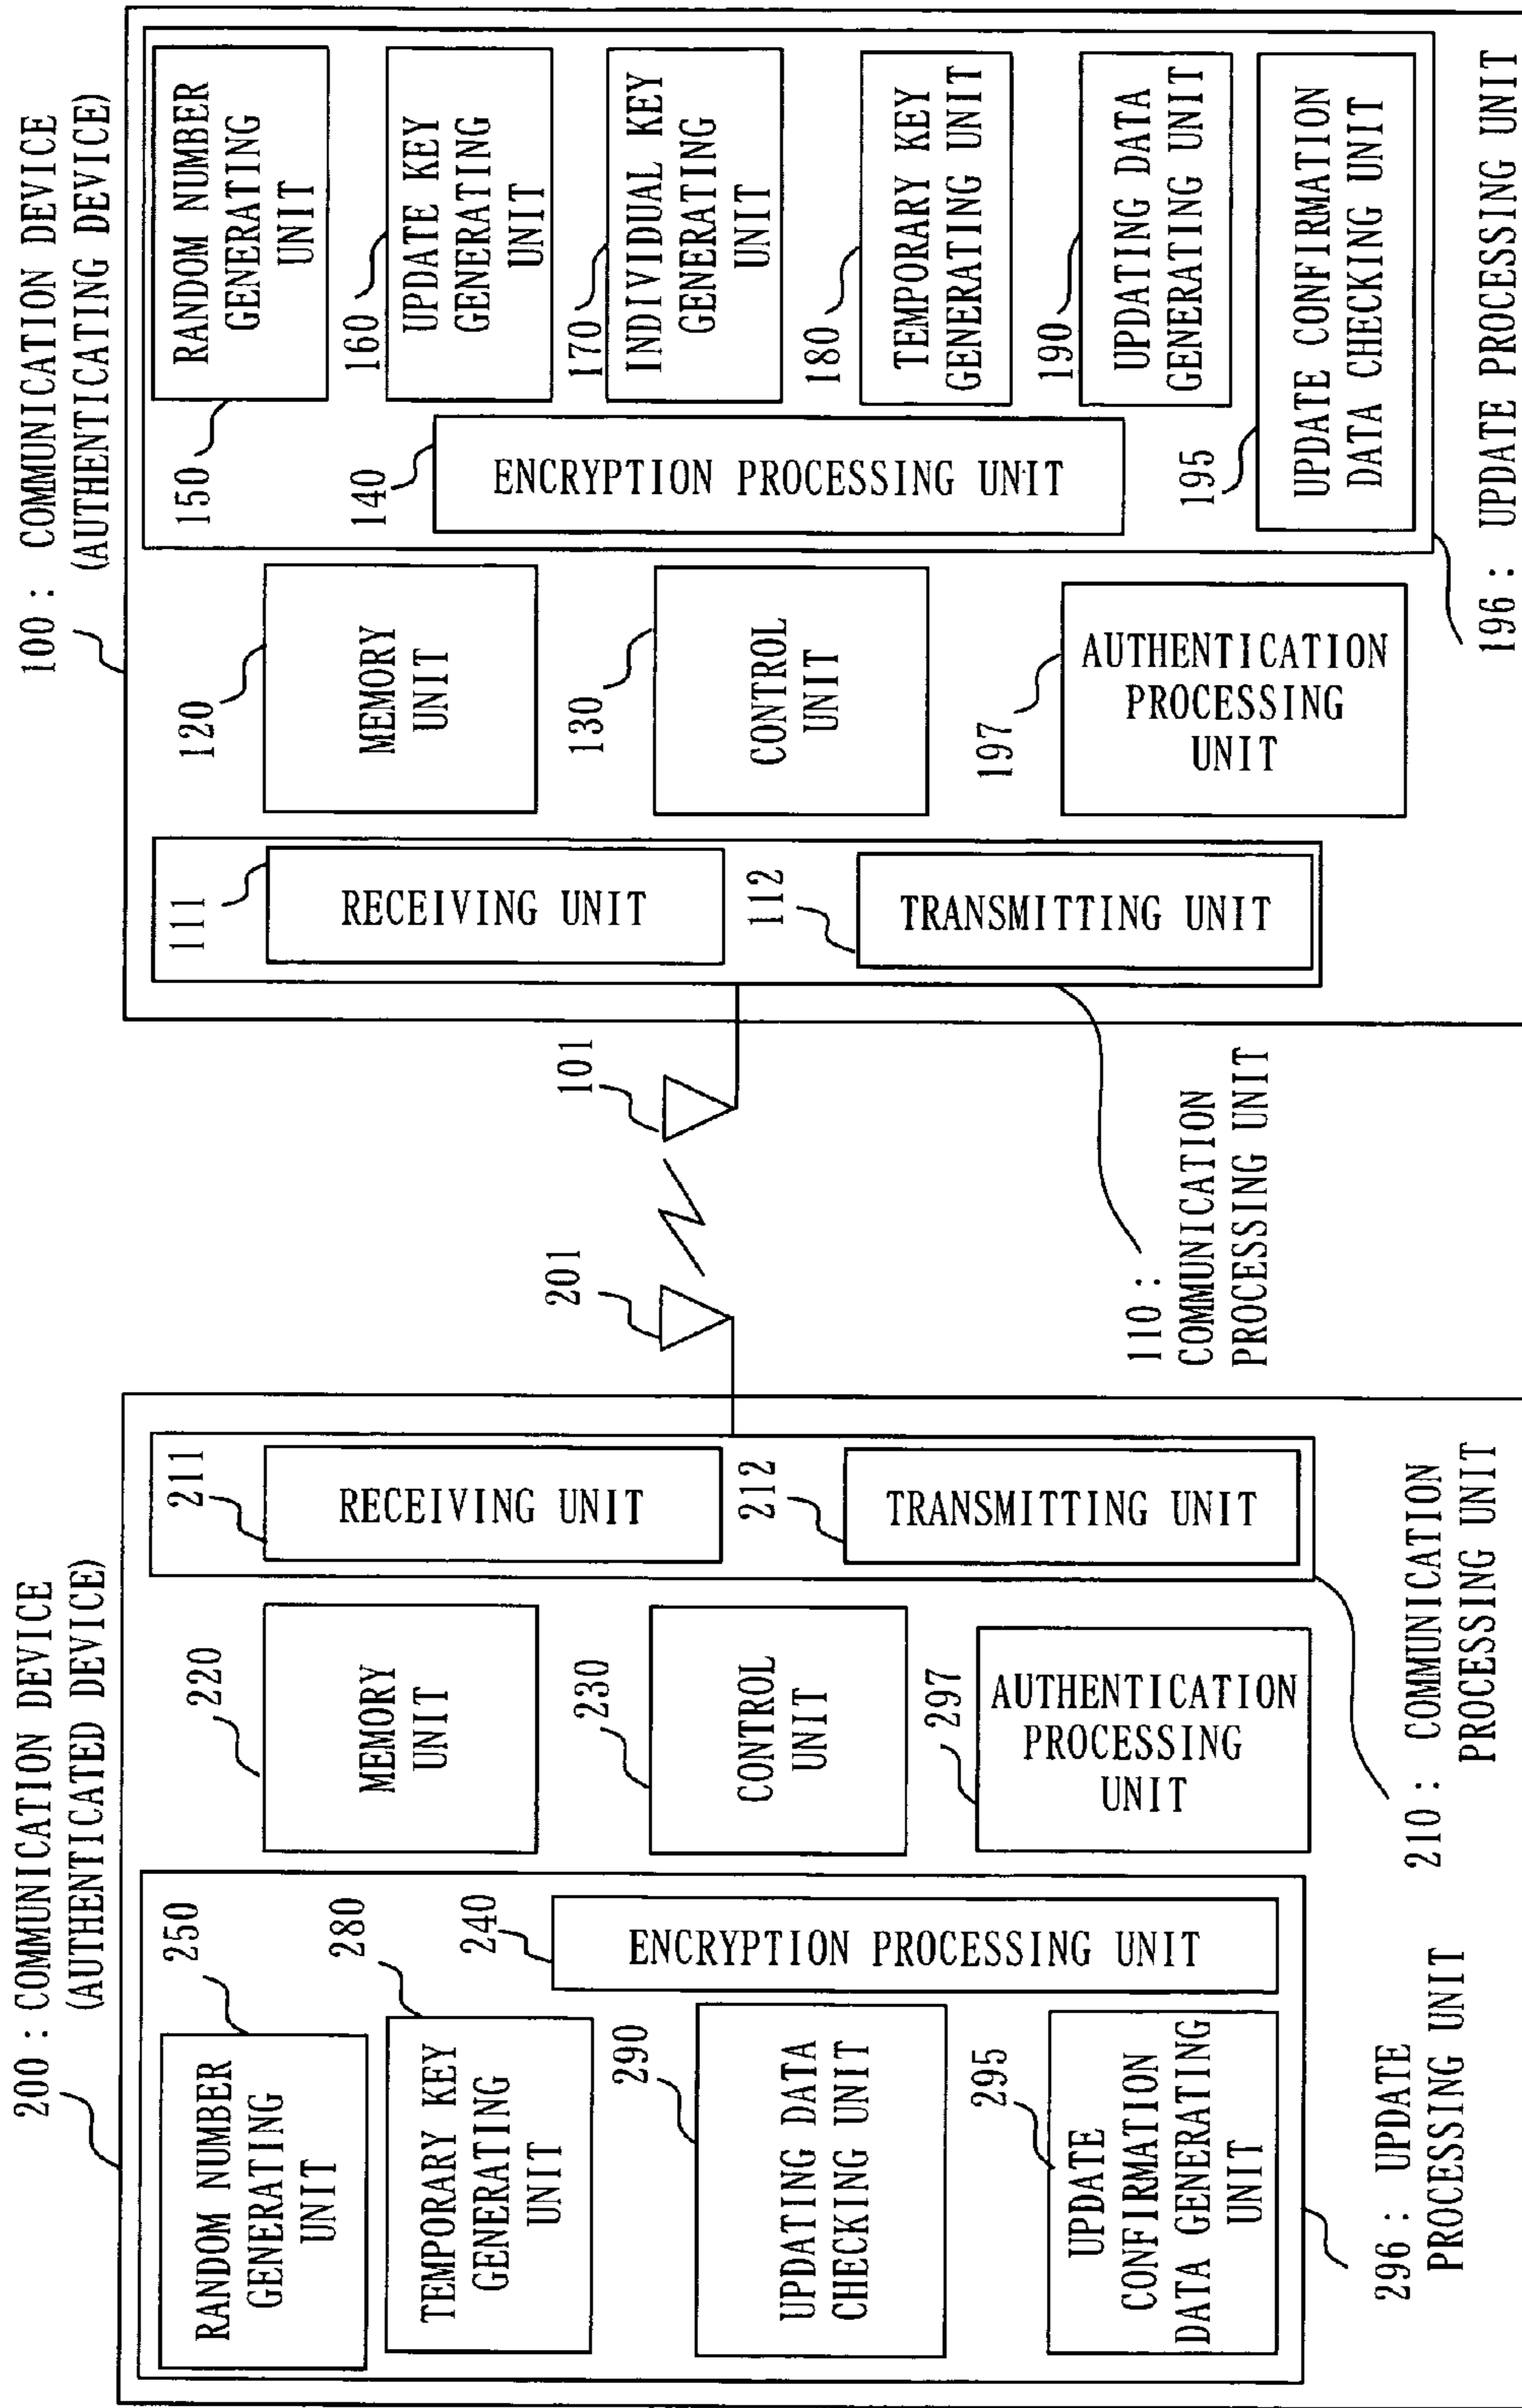 200 : COMMUNICATION DEVICE
(AUTHENTICATED DEVICE)
250
RANDOM NUMBER
GENERATING
UNIT
280
TEMPORARY KEY
GENERATING
UNIT
240
ENCRYPTION PROCESSING UNIT
290
UPDATING DATA
CHECKING UNIT
295
UPDATE
CONFIRMATION
DATA GENERATING
UNIT
296 : UPDATE
PROCESSING UNIT
220
MEMORY
UNIT
230
CONTROL
UNIT
297
AUTHENTICATION
PROCESSING
UNIT
211
RECEIVING UNIT
212
TRANSMITTING UNIT
210 : COMMUNICATION
PROCESSING UNIT
201
101
110 :
COMMUNICATION
PROCESSING UNIT
100 : COMMUNICATION DEVICE
(AUTHENTICATING DEVICE)
111
RECEIVING UNIT
112
TRANSMITTING UNIT
120
MEMORY
UNIT
130
CONTROL
UNIT
197
AUTHENTICATION
PROCESSING
UNIT
150
RANDOM NUMBER
GENERATING
UNIT
140
ENCRYPTION PROCESSING UNIT
160
UPDATE KEY
GENERATING
UNIT
170
INDIVIDUAL KEY
GENERATING
UNIT
180
TEMPORARY KEY
GENERATING UNIT
190
UPDATING DATA
GENERATING UNIT
195
UPDATE CONFIRMATION
DATA CHECKING UNIT
196 : UPDATE PROCESSING UNIT